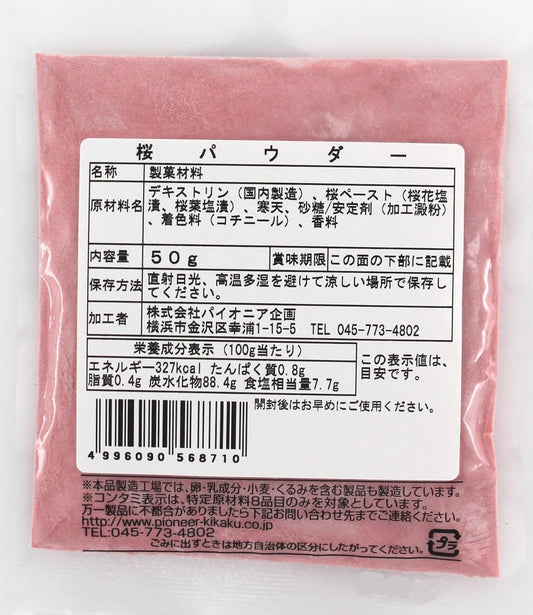 桜パウダー
名称 製菓材料
原材料名 デキストリン（国内製造）、桜ペースト（桜花塩
漬、桜葉塩漬）、寒天、砂糖/安定剤（加工澱粉）
、着色料（コチニール）、香料
内容量 50g 賞味期限 この面の下部に記載
保存方法 直射日光、高温多湿を避けて涼しい場所で保存し
てください。
加工者 株式会社パイオニア企画
横浜市金沢区幸浦1-15-5 TEL 045-773-4802
栄養成分表示（100g当たり）
エネルギー327kcal たんぱく質0.8g
脂質0.4g 炭水化物88.4g 食塩相当量7.7g
この表示値は、
目安です。
開封後はお早めにご使用ください。
4996090568710
※本品製造工場では、卵・乳成分・小麦・くるみを含む製品も製造しています。
※コンタミ表示は、特定原材料8品目のみを対象としています。
万一製品に不都合がありましたら下記お問い合わせ先までご連絡ください。
http://www.pioneer-kikaku.co.jp
TEL:045-773-4802
ごみに出すときは地方自治体の区分にしたがってください。
プラ